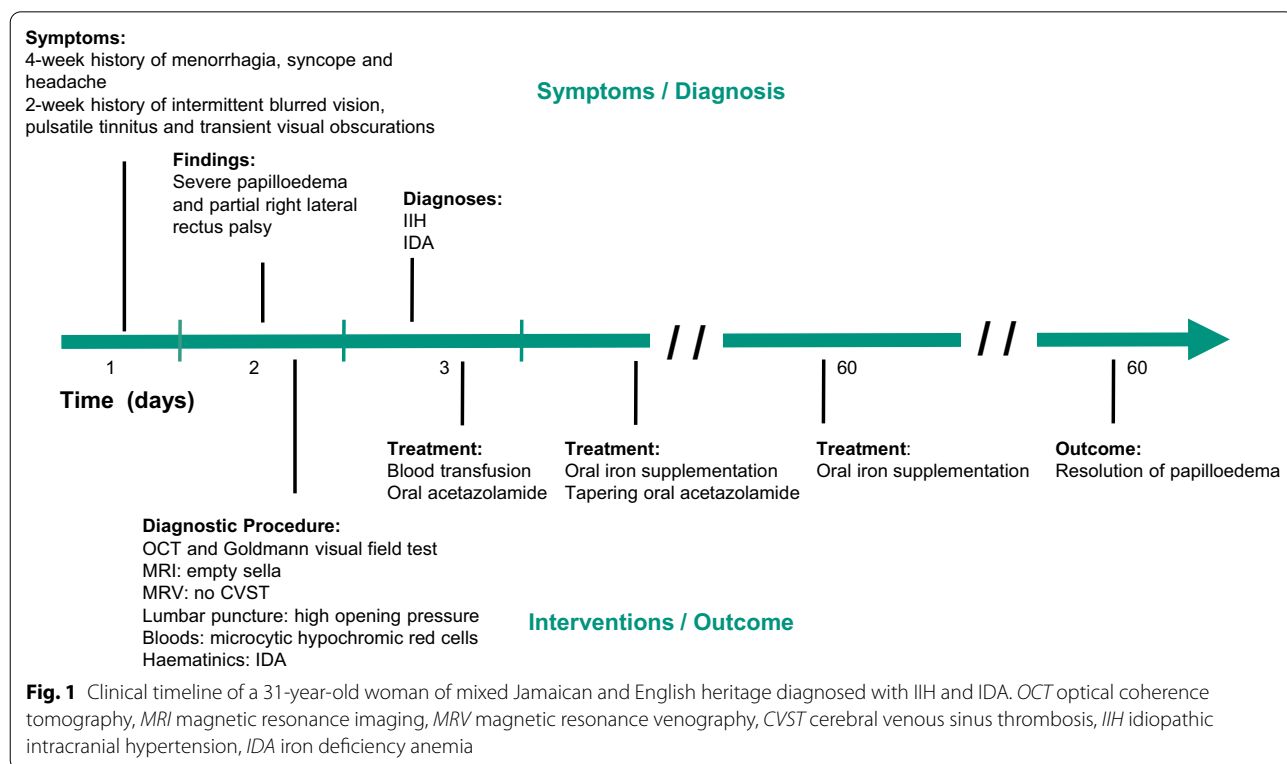 Symptoms:
4-week history of menorrhagia, syncope and
headache
2-week history of intermittent blurred vision,
pulsatile tinnitus and transient visual obscurations
Symptoms / Diagnosis
Findings:
Severe papilloedema
and partial right lateral
rectus palsy
Diagnoses:
IIH
IDA
/ /
/ /
1
2
3
60
60
Time (days)
Treatment:
Blood transfusion
Oral acetazolamide
Treatment:
Oral iron supplementation
Tapering oral acetazolamide
Treatment:
Oral iron supplementation
Outcome:
Resolution of papilloedema
Diagnostic Procedure:
OCT and Goldmann visual field test
MRI: empty sella
MRV: no CVST
Lumbar puncture: high opening pressure
Bloods: microcytic hypochromic red cells
Haematinics: IDA
Interventions / Outcome
Fig. 1 Clinical timeline of a 31-year-old woman of mixed Jamaican and English heritage diagnosed with IIH and IDA. OCT optical coherence
tomography, MRI magnetic resonance imaging, MRV magnetic resonance venography, CVST cerebral venous sinus thrombosis, IIH idiopathic
intracranial hypertension, IDA iron deficiency anemia